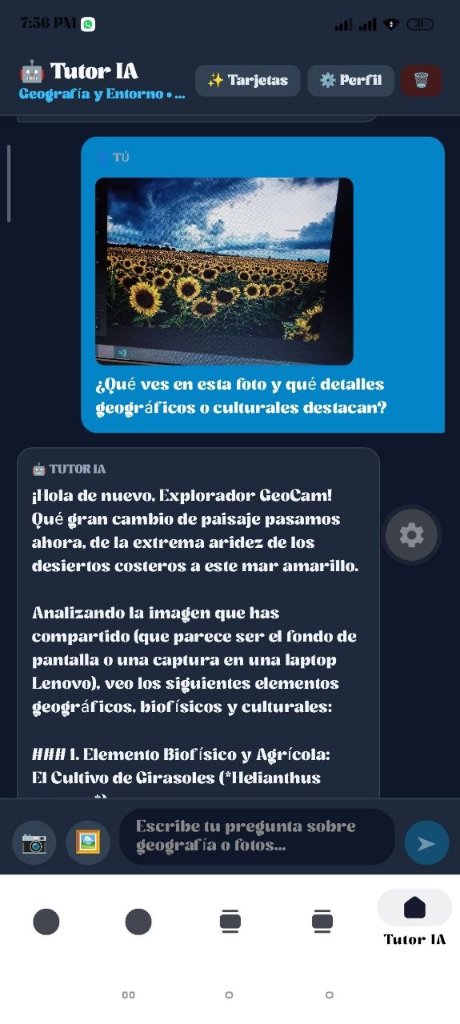 7:56 PM
31
🤖 Tutor IA
Geografía y Entorno • ...
✨ Tarjetas
⚙️ Perfil
👤 TÚ
¿Qué ves en esta foto y qué detalles
geográficos o culturales destacan?
🤖 TUTOR IA
¡Hola de nuevo, Explorador GeoCam!
Qué gran cambio de paisaje pasamos
ahora, de la extrema aridez de los
desiertos costeros a este mar amarillo.
Analizando la imagen que has
compartido (que parece ser el fondo de
pantalla o una captura en una laptop
Lenovo), veo los siguientes elementos
geográficos, biofísicos y culturales:
### 1. Elemento Biofísico y Agrícola:
El Cultivo de Girasoles (*Helianthus
Escribe tu pregunta sobre
geografía o fotos...
Tutor IA